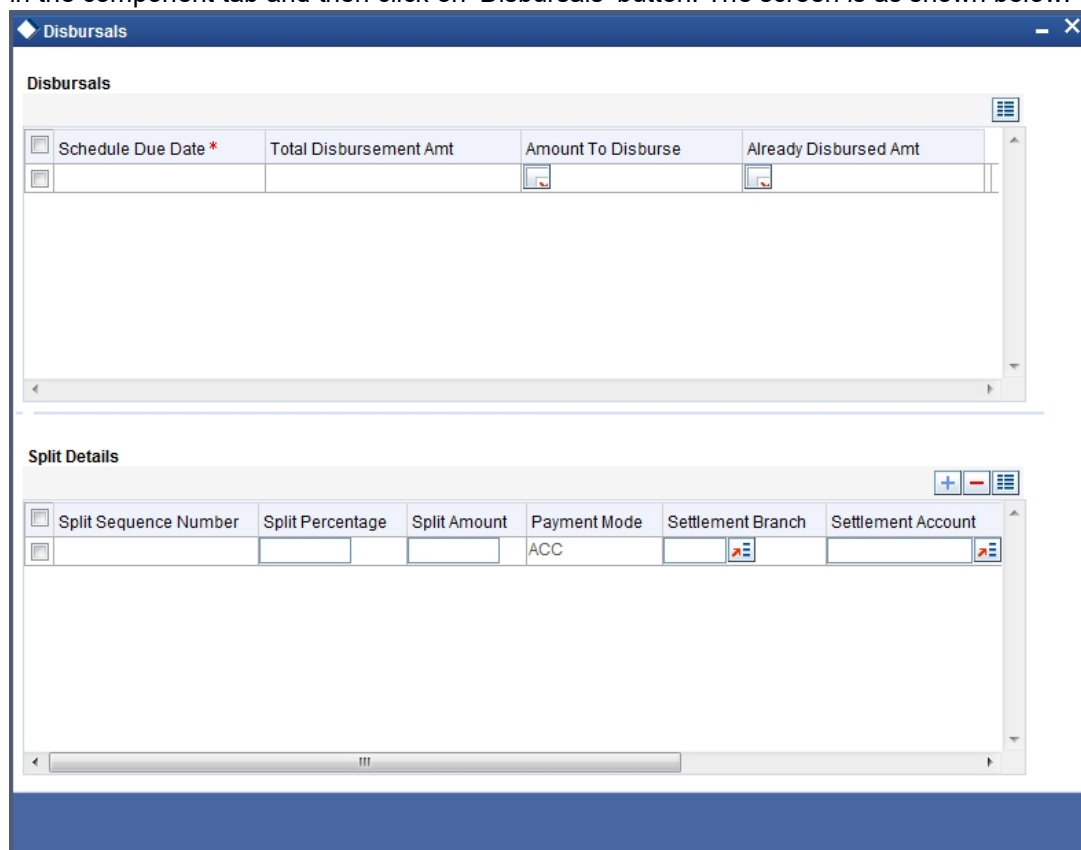 in the component tab and then click on 'Disbursals' button. The screen is as shown below:
Disbursals
Disbursals
Schedule Due Date * Total Disbursement Amt Amount To Disburse Already Disbursed Amt
Split Details
Split Sequence Number Split Percentage Split Amount Payment Mode Settlement Branch Settlement Account
ACC